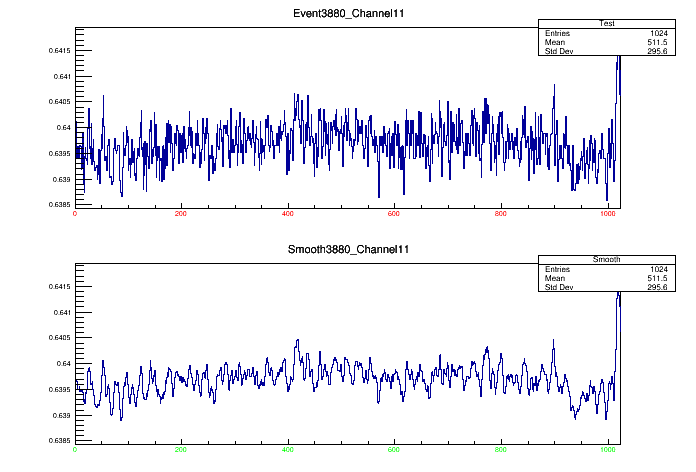 Event3880_Channel11
Test
Entries 1024
Mean 511.5
Std Dev 295.6
0.6415
0.641
0.6405
0.64
0.6395
0.639
0.6385
0 200 400 600 800 1000
Smooth3880_Channel11
Smooth
Entries 1024
Mean 511.5
Std Dev 295.6
0.6415
0.641
0.6405
0.64
0.6395
0.639
0.6385
0 200 400 600 800 1000